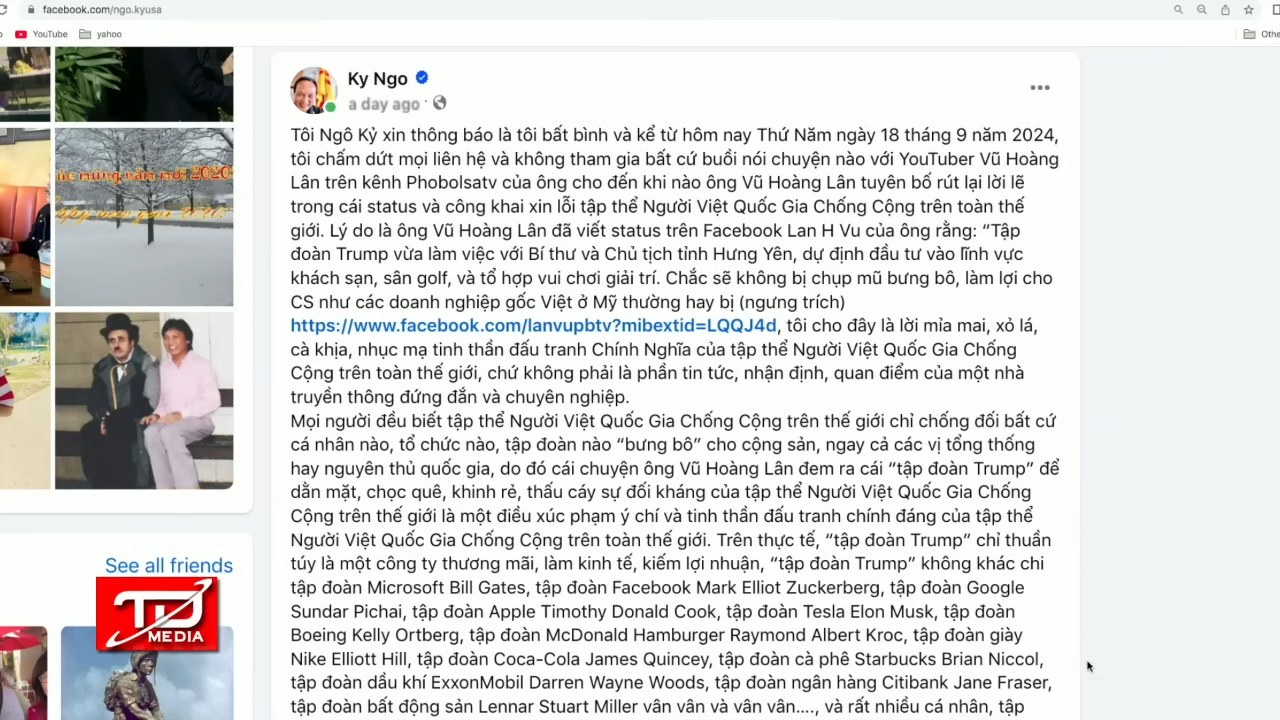 facebook.com/ngo.kyusa
YouTube
yahoo
Othe
Ky Ngo
a day ago
Tôi Ngô Kỷ xin thông báo là tôi bất bình và kể từ hôm nay Thứ Năm ngày 18 tháng 9 năm 2024,
tôi chấm dứt mọi liên hệ và không tham gia bất cứ buổi nói chuyện nào với YouTuber Vũ Hoàng
Lân trên kênh Phobolsatv của ông cho đến khi nào ông Vũ Hoàng Lân tuyên bố rút lại lời lẽ
trong cái status và công khai xin lỗi tập thể Người Việt Quốc Gia Chống Cộng trên toàn thế
giới. Lý do là ông Vũ Hoàng Lân đã viết status trên Facebook Lan H Vu của ông rằng: “Tập
đoàn Trump vừa làm việc với Bí thư và Chủ tịch tỉnh Hưng Yên, dự định đầu tư vào lĩnh vực
khách sạn, sân golf, và tổ hợp vui chơi giải trí. Chắc sẽ không bị chụp mũ bưng bô, làm lợi cho
CS như các doanh nghiệp gốc Việt ở Mỹ thường hay bị (ngưng trích)
https://www.facebook.com/lanvupbtv?mibextid=LQQJ4d, tôi cho đây là lời mỉa mai, xỏ lá,
cà khịa, nhục mạ tinh thần đấu tranh Chính Nghĩa của tập thể Người Việt Quốc Gia Chống
Cộng trên toàn thế giới, chứ không phải là phần tin tức, nhận định, quan điểm của một nhà
truyền thông đứng đắn và chuyên nghiệp.
Mọi người đều biết tập thể Người Việt Quốc Gia Chống Cộng trên thế giới chỉ chống đối bất cứ
cá nhân nào, tổ chức nào, tập đoàn nào “bưng bô” cho cộng sản, ngay cả các vị tổng thống
hay nguyên thủ quốc gia, do đó cái chuyện ông Vũ Hoàng Lân đem ra cái “tập đoàn Trump” để
dằn mặt, chọc quê, khinh rẻ, thấu cáy sự đối kháng của tập thể Người Việt Quốc Gia Chống
Cộng trên thế giới là một điều xúc phạm ý chí và tinh thần đấu tranh chính đáng của tập thể
Người Việt Quốc Gia Chống Cộng trên toàn thế giới. Trên thực tế, “tập đoàn Trump” chỉ thuần
túy là một công ty thương mãi, làm kinh tế, kiếm lợi nhuận, “tập đoàn Trump” không khác chi
tập đoàn Microsoft Bill Gates, tập đoàn Facebook Mark Elliot Zuckerberg, tập đoàn Google
Sundar Pichai, tập đoàn Apple Timothy Donald Cook, tập đoàn Tesla Elon Musk, tập đoàn
Boeing Kelly Ortberg, tập đoàn McDonald Hamburger Raymond Albert Kroc, tập đoàn giày
Nike Elliott Hill, tập đoàn Coca-Cola James Quincey, tập đoàn cà phê Starbucks Brian Niccol,
tập đoàn dầu khí ExxonMobil Darren Wayne Woods, tập đoàn ngân hàng Citibank Jane Fraser,
tập đoàn bất động sản Lennar Stuart Miller vân vân và vân vân...., và rất nhiều cá nhân, tập
See all friends
TD
MEDIA